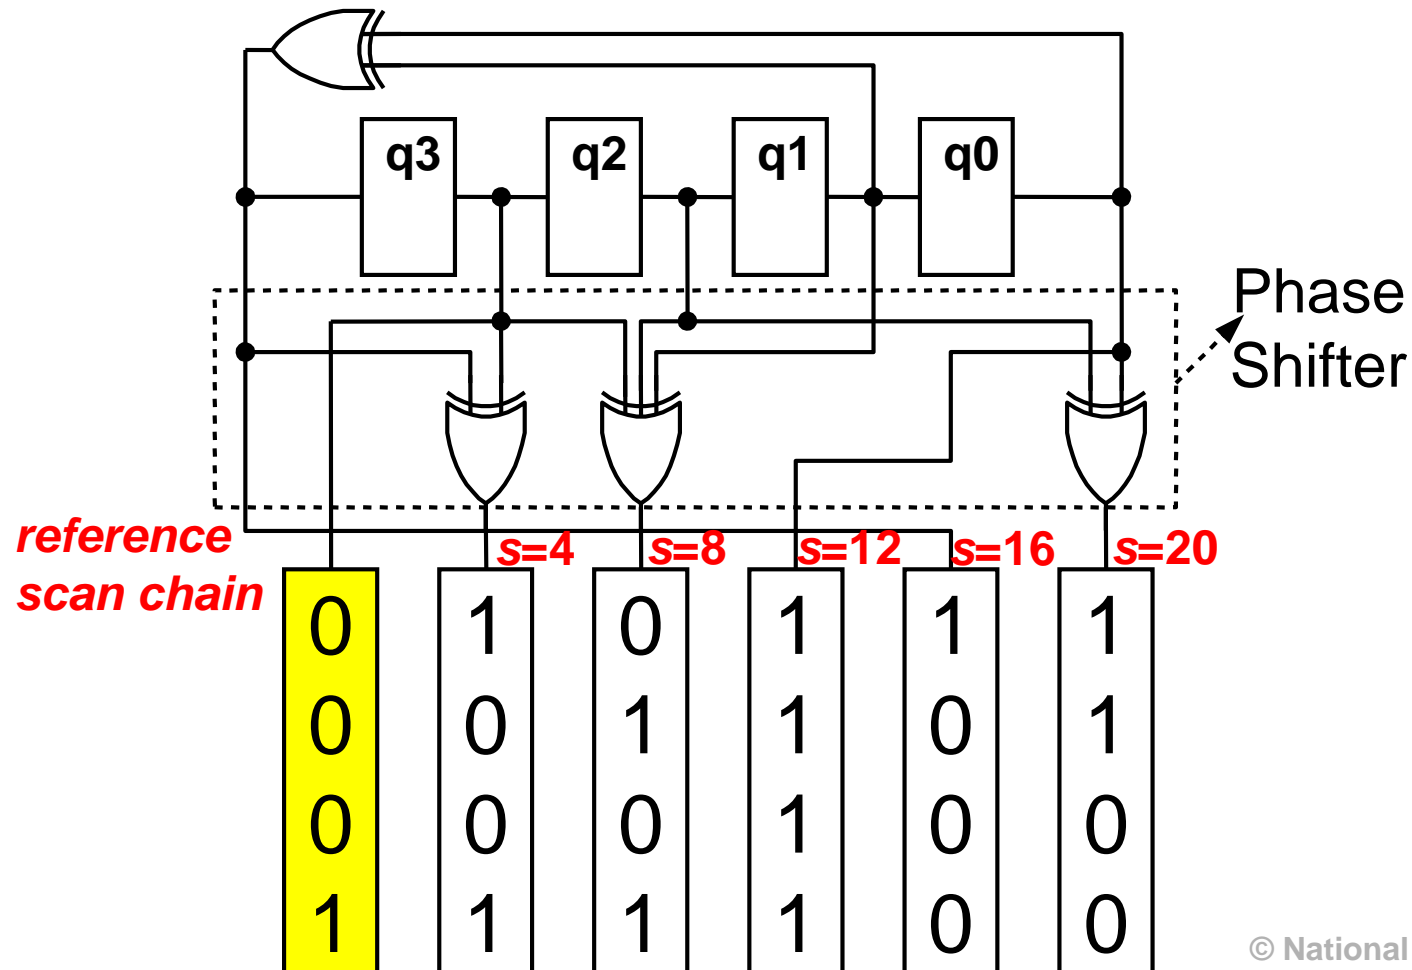 q3 q2 q1 q0
Phase
Shifter
reference
scan chain
s=4 s=8 s=12 s=16 s=20
0 1 0 1 1 1
0 0 1 1 0 1
0 0 0 1 0 0
1 1 1 1 0 0
© National